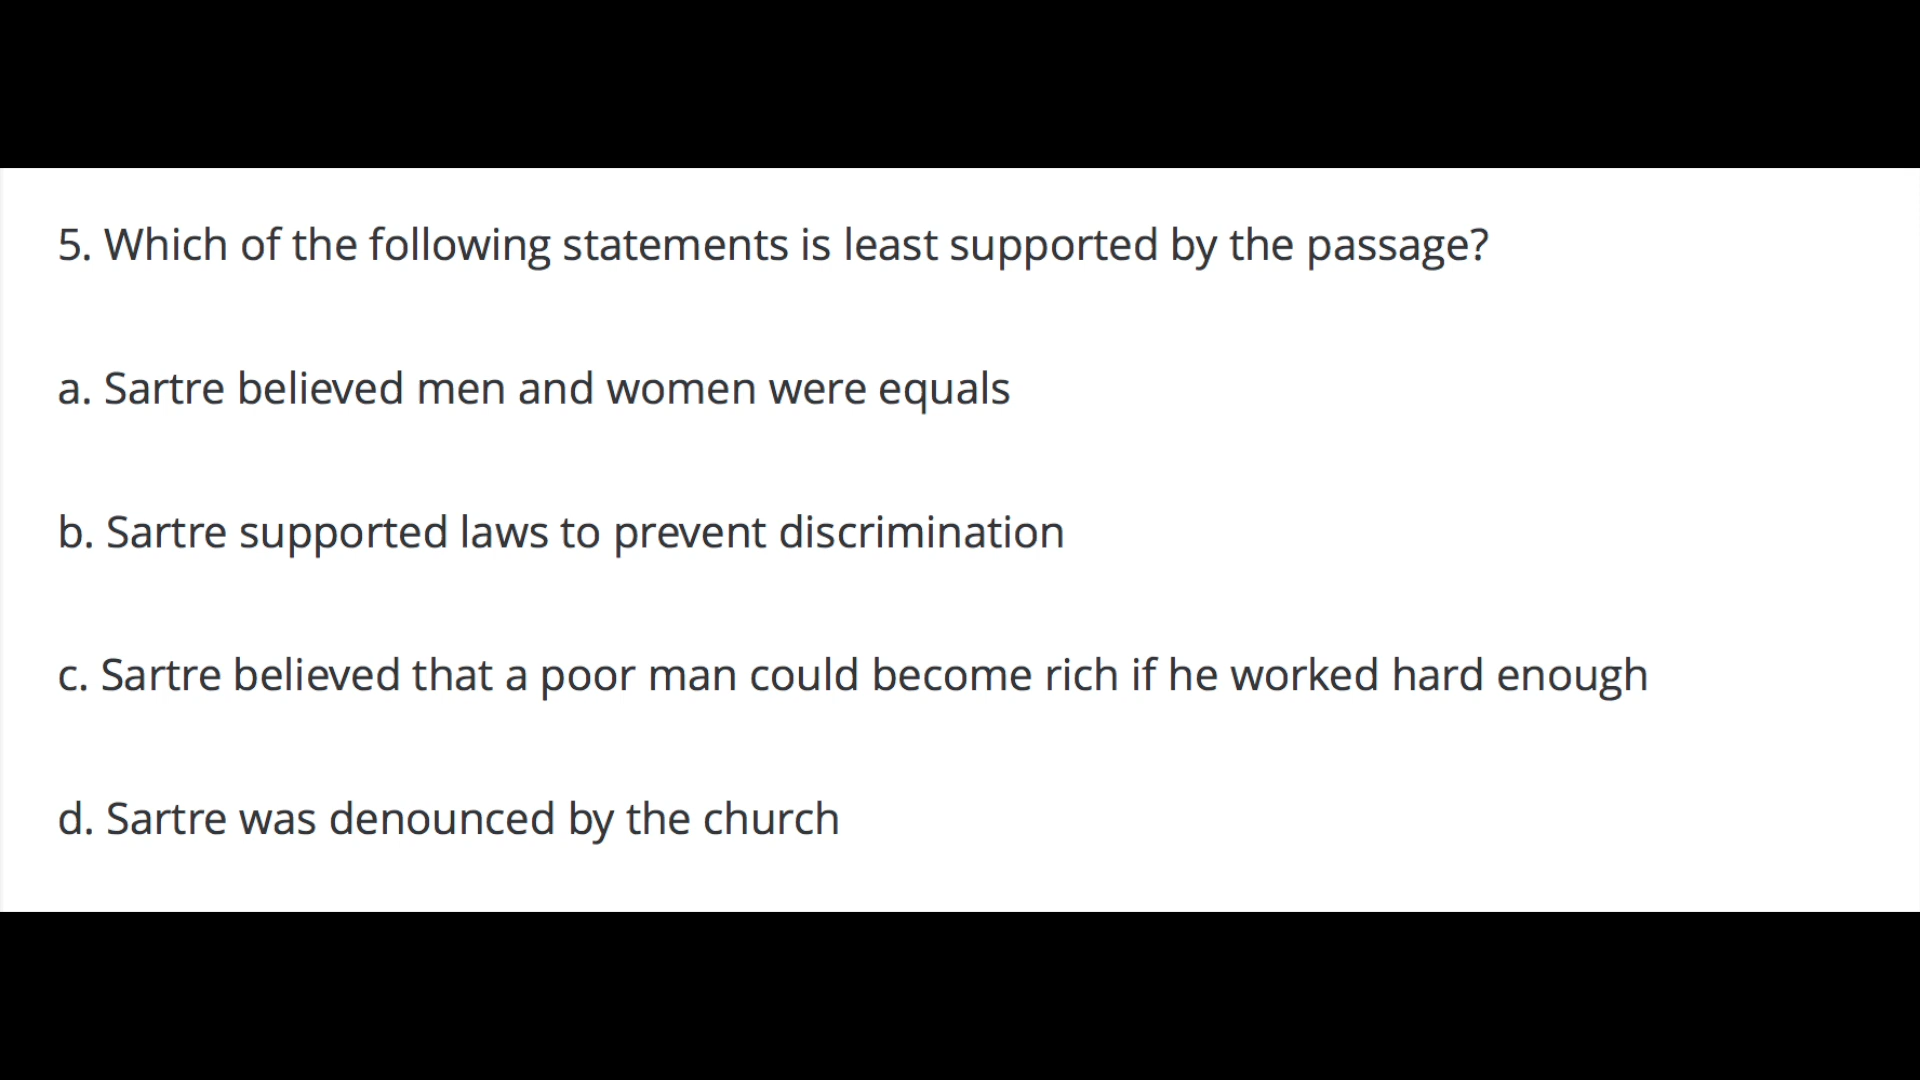 5. Which of the following statements is least supported by the passage?
a. Sartre believed men and women were equals
b. Sartre supported laws to prevent discrimination
c. Sartre believed that a poor man could become rich if he worked hard enough
d. Sartre was denounced by the church